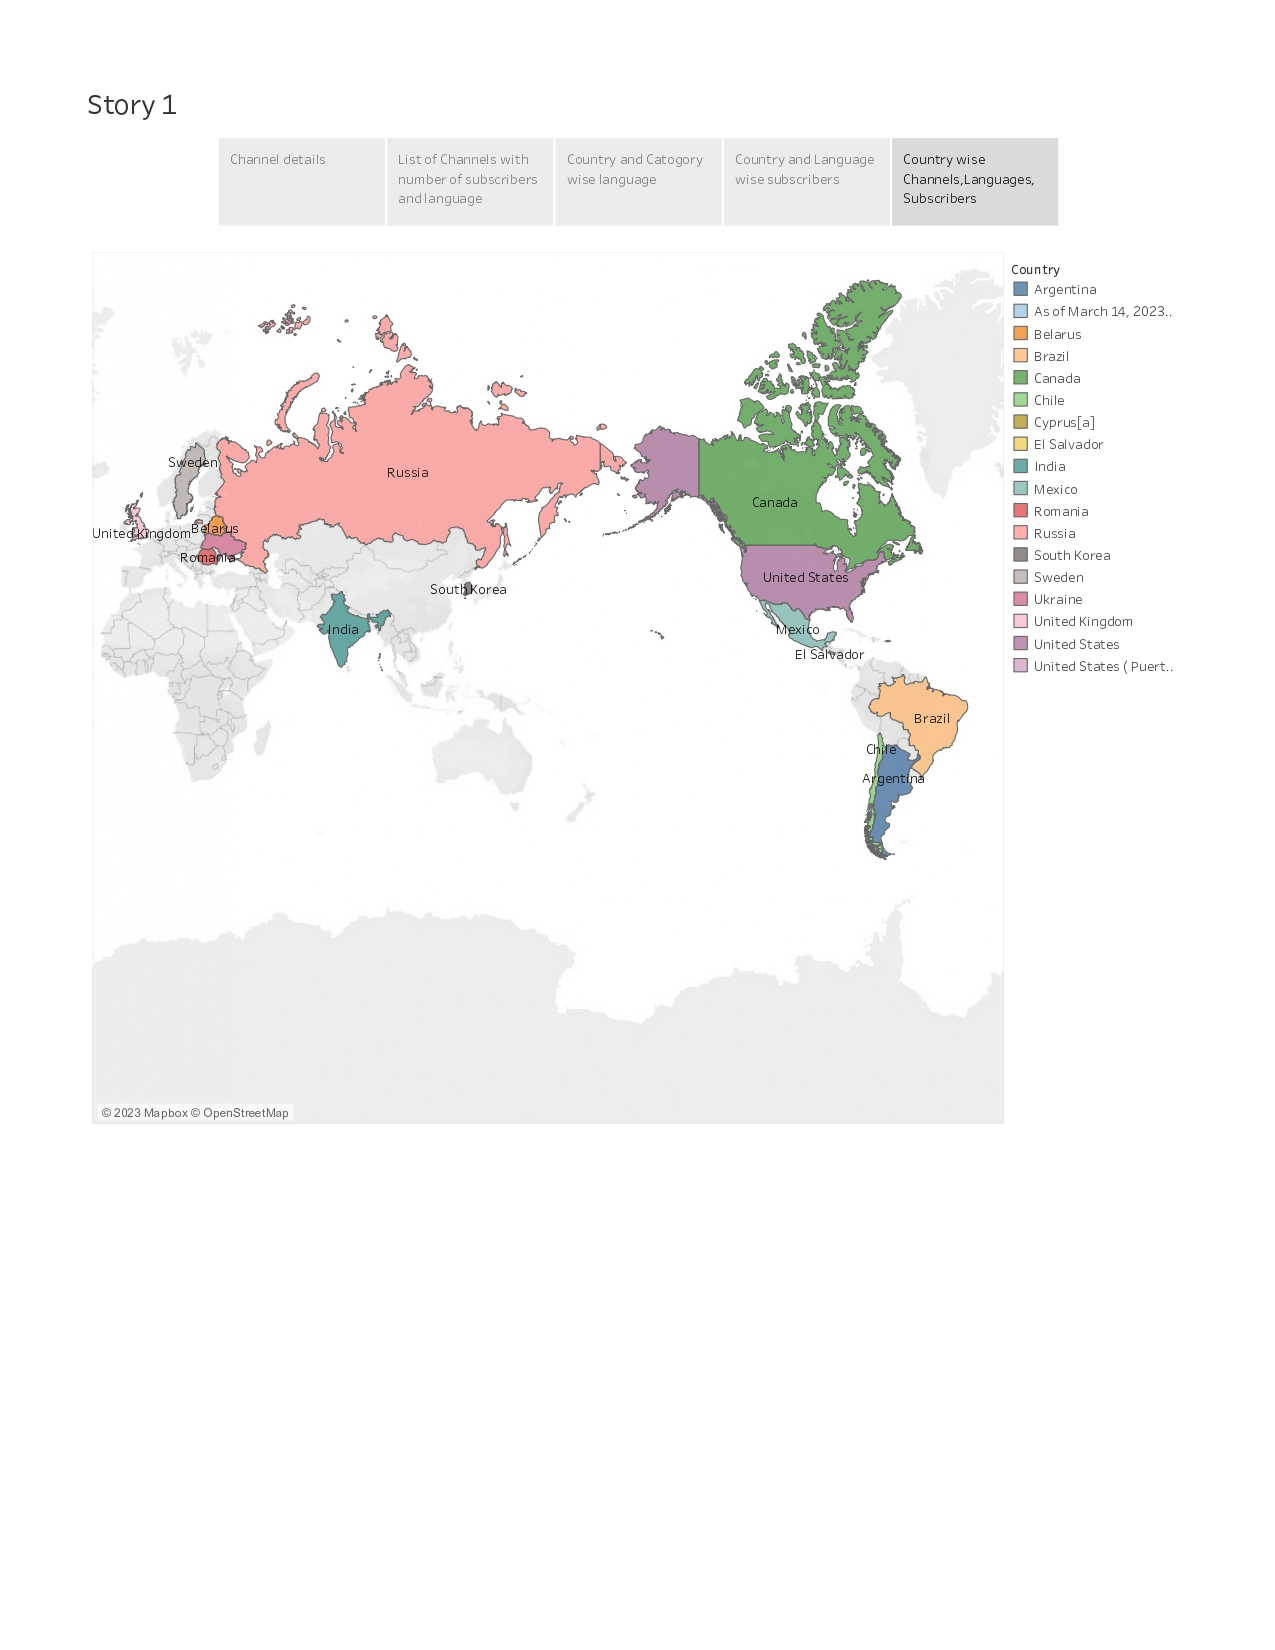 Story 1
Channel details
List of Channels with
number of subscribers
and language
Country and Catogory
wise language
Country and Language
wise subscribers
Country wise
Channels,Languages,
Subscribers
Country
Argentina
As of March 14, 2023..
Belarus
Brazil
Canada
Chile
Cyprus[a]
El Salvador
India
Mexico
Romania
Russia
South Korea
Sweden
Ukraine
United Kingdom
United States
United States ( Puert..
Sweden
Russia
Canada
United Kingdom
Belarus
Romania
South Korea
United States
India
Mexico
El Salvador
Brazil
Chile
Argentina
© 2023 Mapbox © OpenStreetMap